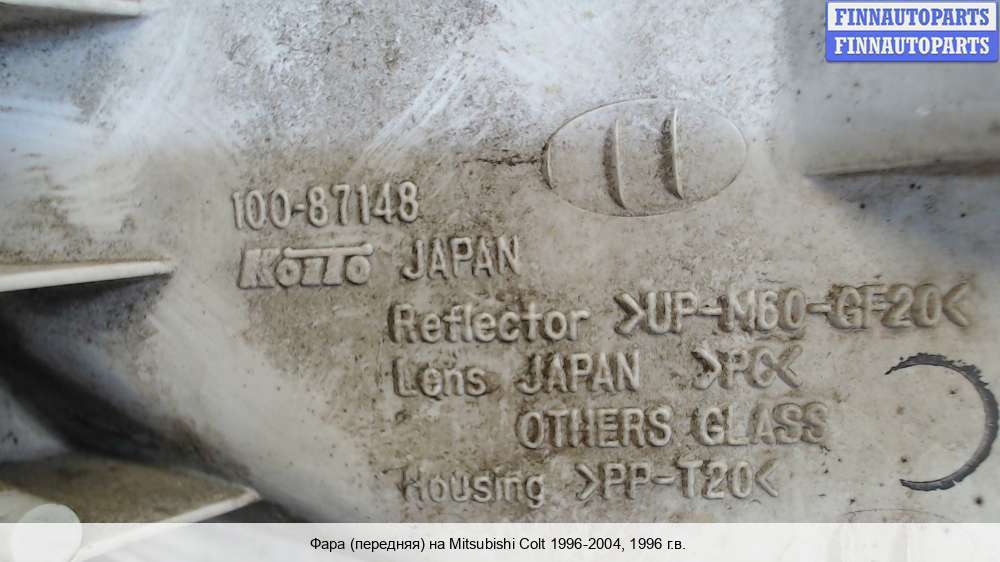 FINNAUTOPARTS
FINNAUTOPARTS
100-87148
KOITO JAPAN
Reflector >UP-M60-GF20<
Lens JAPAN >PC<
OTHERS GLASS
Housing >PP-T20<
Фара (передняя) на Mitsubishi Colt 1996-2004, 1996 г.в.